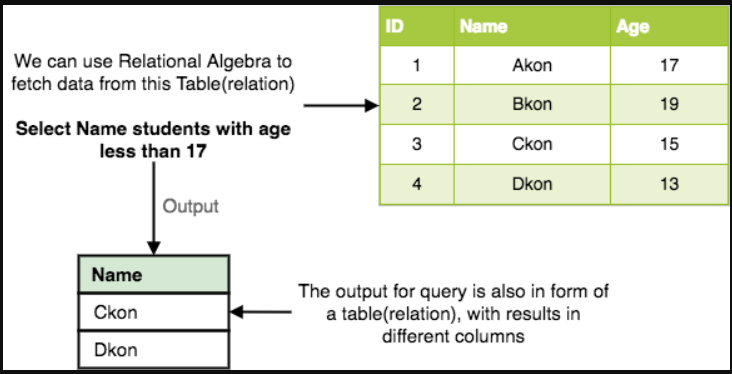 We can use Relational Algebra to
fetch data from this Table(relation)
Select Name students with age
less than 17
Output
ID Name Age
1 Akon 17
2 Bkon 19
3 Ckon 15
4 Dkon 13
Name
Ckon
Dkon
The output for query is also in form of
a table(relation), with results in
different columns